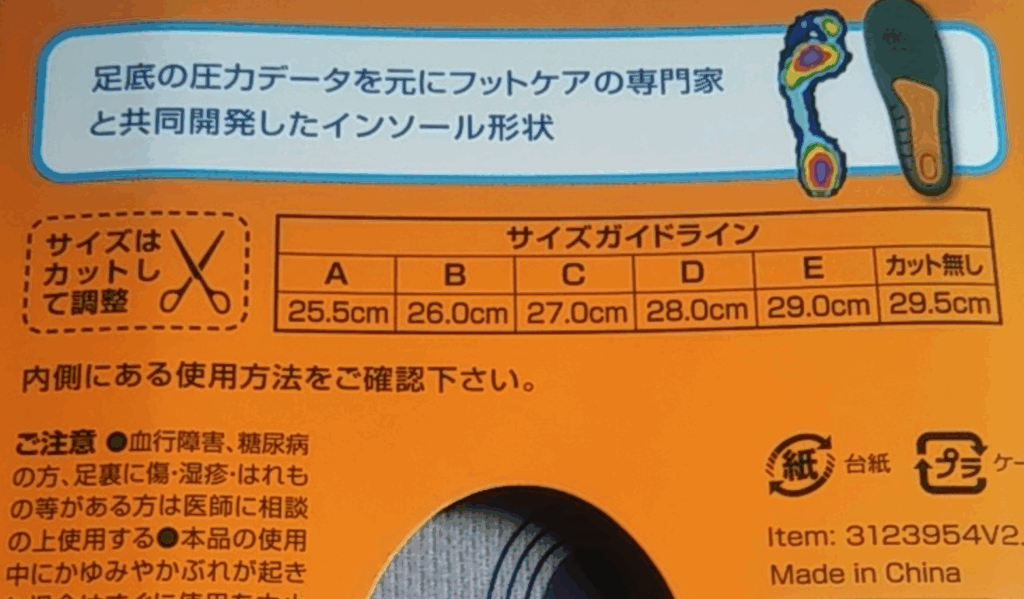 足底の圧力データを元にフットケアの専門家
と共同開発したインソール形状
サイズは
カットし
て調整
サイズガイドライン
A B C D E カット無し
25.5cm 26.0cm 27.0cm 28.0cm 29.0cm 29.5cm
内側にある使用方法をご確認下さい。
ご注意 ●血行障害、糖尿病
の方、足裏に傷・湿疹・はれも
の等がある方は医師に相談
の上使用する●本品の使用
中にかゆみやかぶれが起き
紙 台紙 プラ ケー
Item: 3123954V2.
Made in China